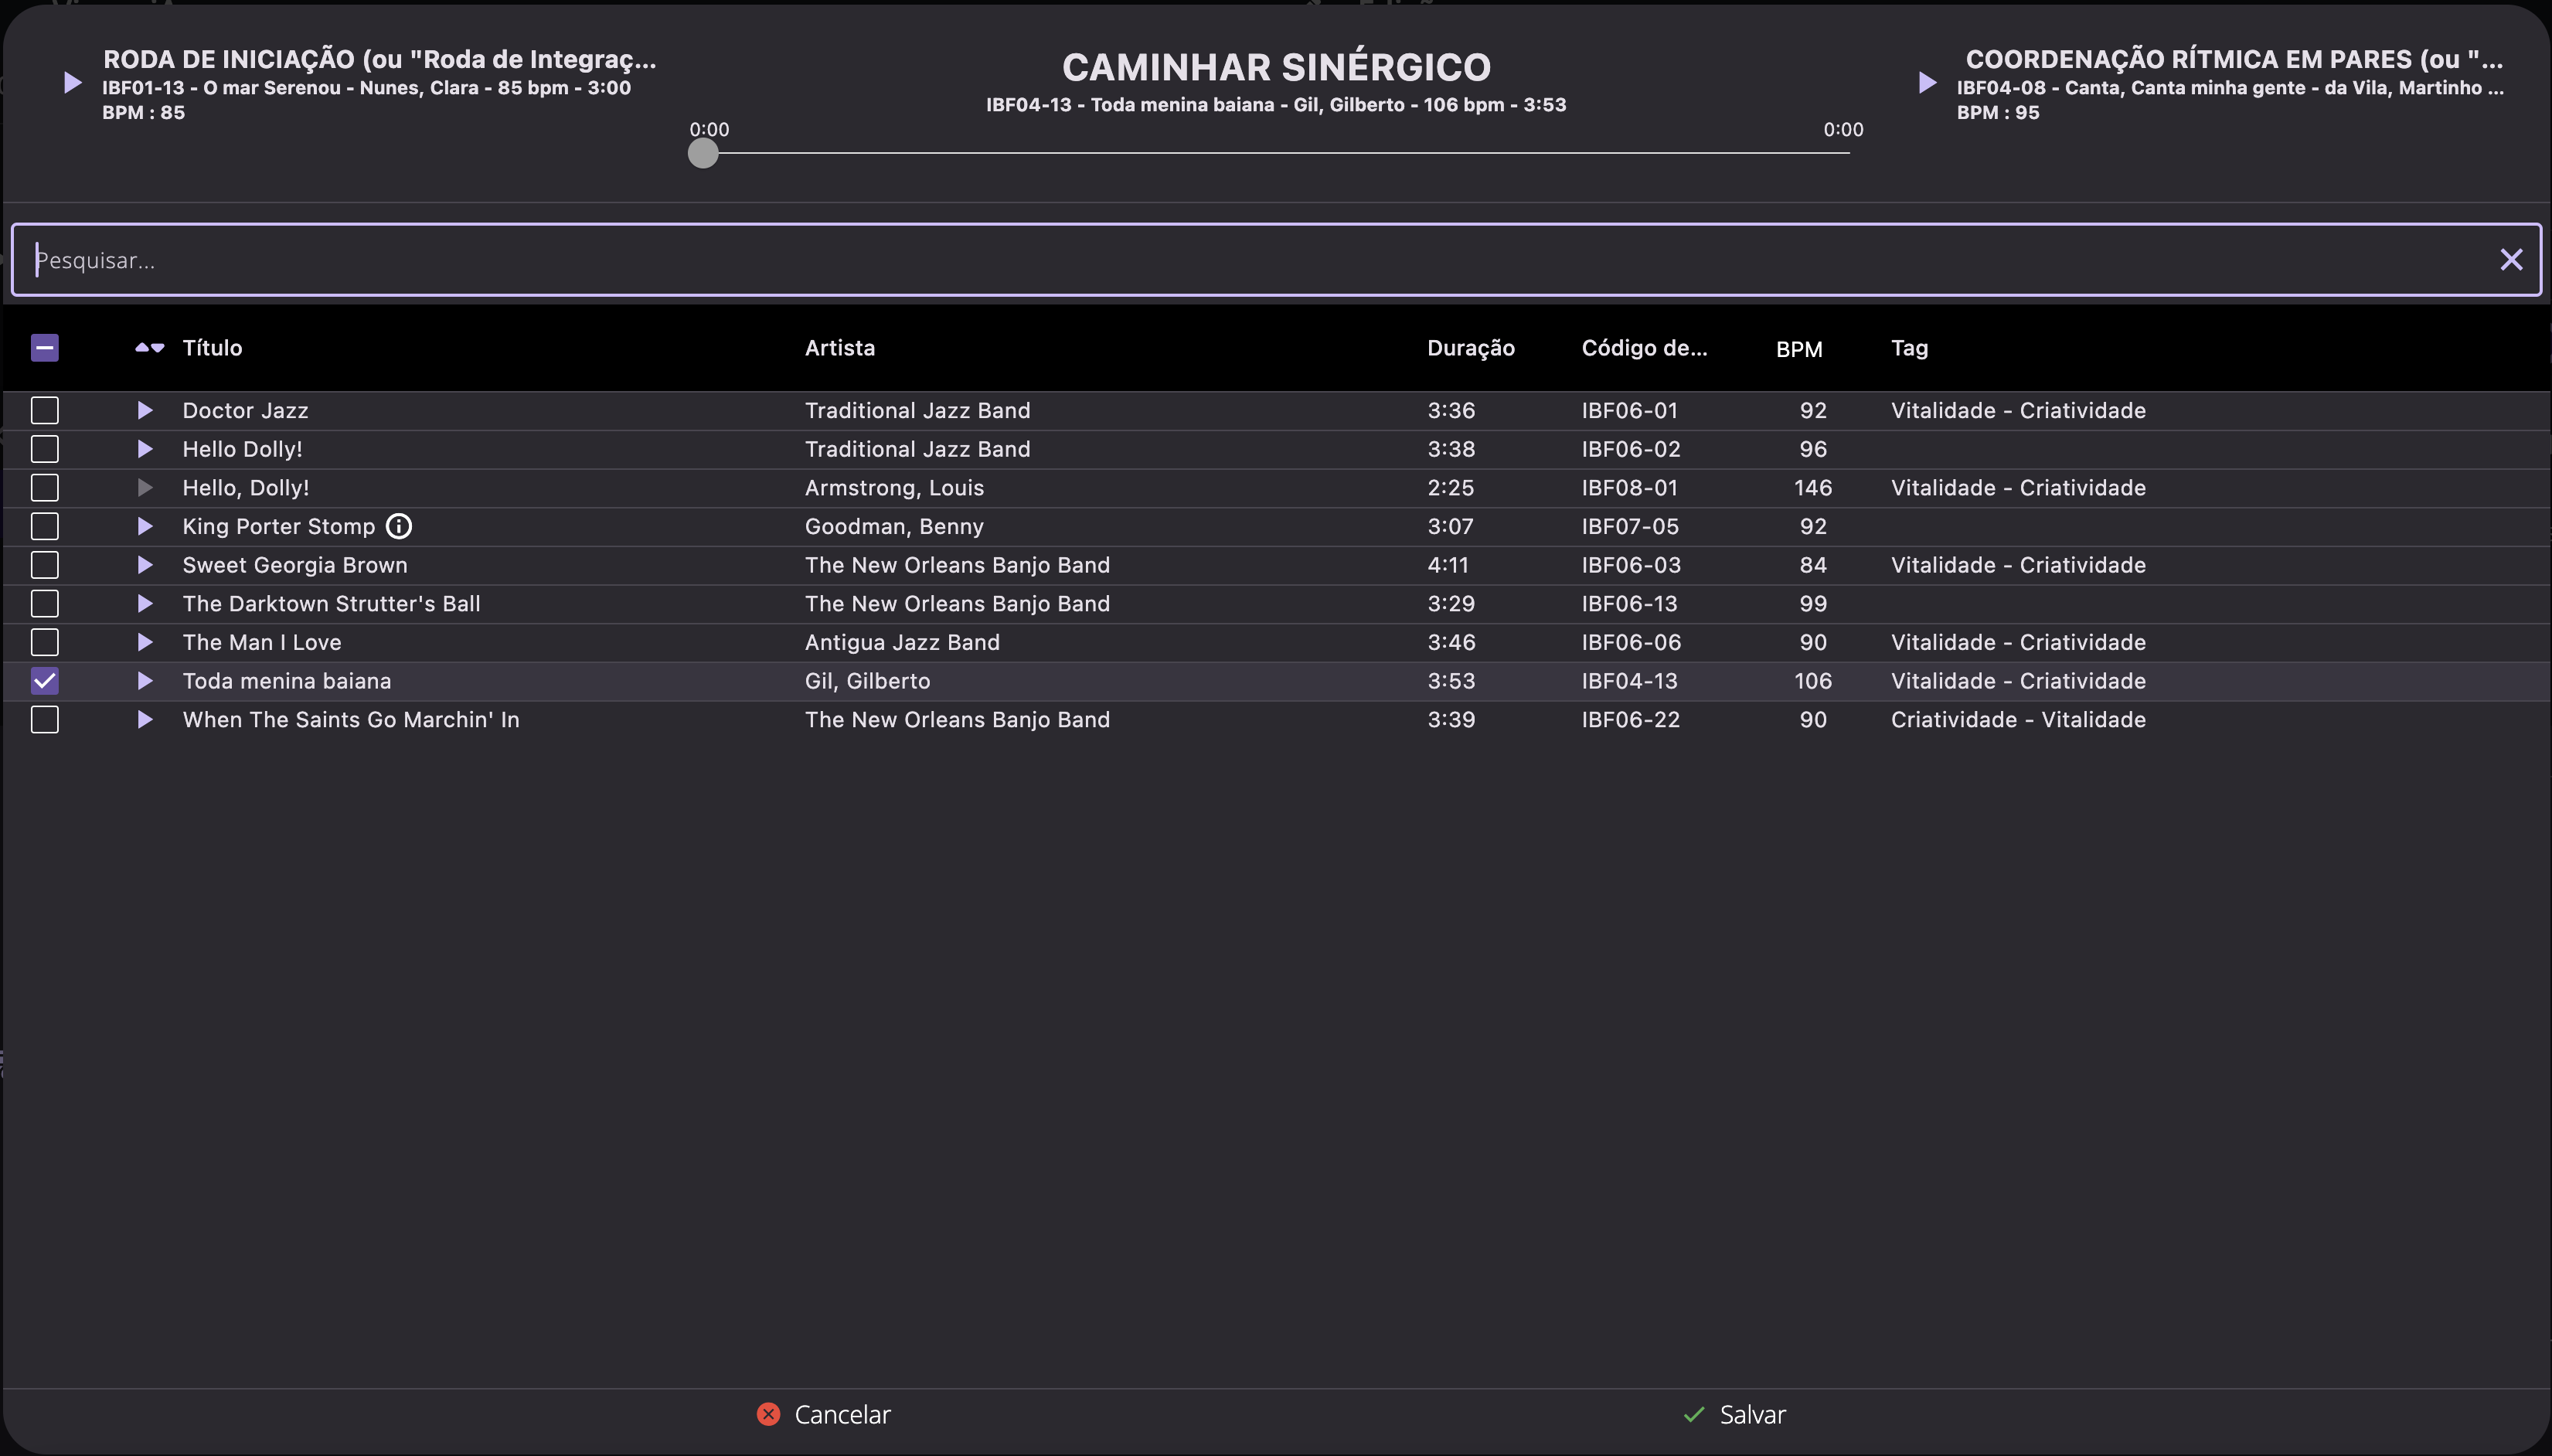 RODA DE INICIAÇÃO (ou "Roda de Integraç...
IBF01-13 - O mar Serenou - Nunes, Clara - 85 bpm - 3:00
BPM : 85
CAMINHAR SINÉRGICO
IBF04-13 - Toda menina baiana - Gil, Gilberto - 106 bpm - 3:53
0:00 0:00
COORDENAÇÃO RÍTMICA EM PARES (ou "...
IBF04-08 - Canta, Canta minha gente - da Vila, Martinho ...
BPM : 95
Pesquisar...
Título Artista Duração Código de... BPM Tag
Doctor Jazz Traditional Jazz Band 3:36 IBF06-01 92 Vitalidade - Criatividade
Hello Dolly! Traditional Jazz Band 3:38 IBF06-02 96
Hello, Dolly! Armstrong, Louis 2:25 IBF08-01 146 Vitalidade - Criatividade
King Porter Stomp Goodman, Benny 3:07 IBF07-05 92
Sweet Georgia Brown The New Orleans Banjo Band 4:11 IBF06-03 84 Vitalidade - Criatividade
The Darktown Strutter's Ball The New Orleans Banjo Band 3:29 IBF06-13 99
The Man I Love Antigua Jazz Band 3:46 IBF06-06 90 Vitalidade - Criatividade
Toda menina baiana Gil, Gilberto 3:53 IBF04-13 106 Vitalidade - Criatividade
When The Saints Go Marchin' In The New Orleans Banjo Band 3:39 IBF06-22 90 Criatividade - Vitalidade
Cancelar Salvar